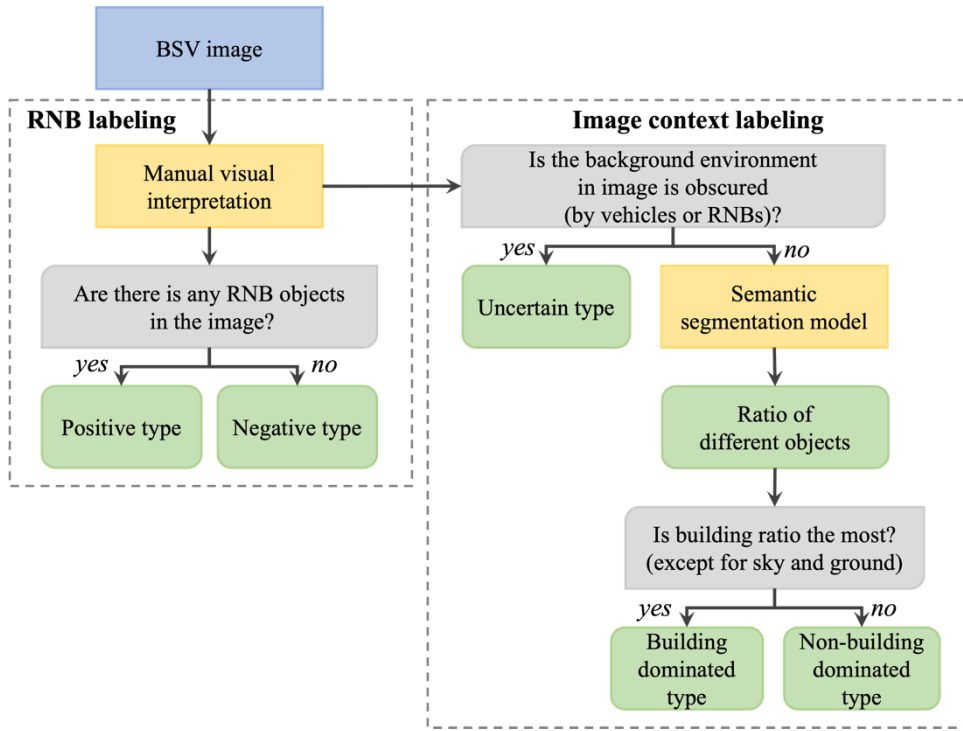 BSV image
RNB labeling
Manual visual
interpretation
Are there is any RNB objects
in the image?
yes
no
Positive type
Negative type
Image context labeling
Is the background environment
in image is obscured
(by vehicles or RNBs)?
yes
no
Uncertain type
Semantic
segmentation model
Ratio of
different objects
Is building ratio the most?
(except for sky and ground)
yes
no
Building
dominated
type
Non-building
dominated
type